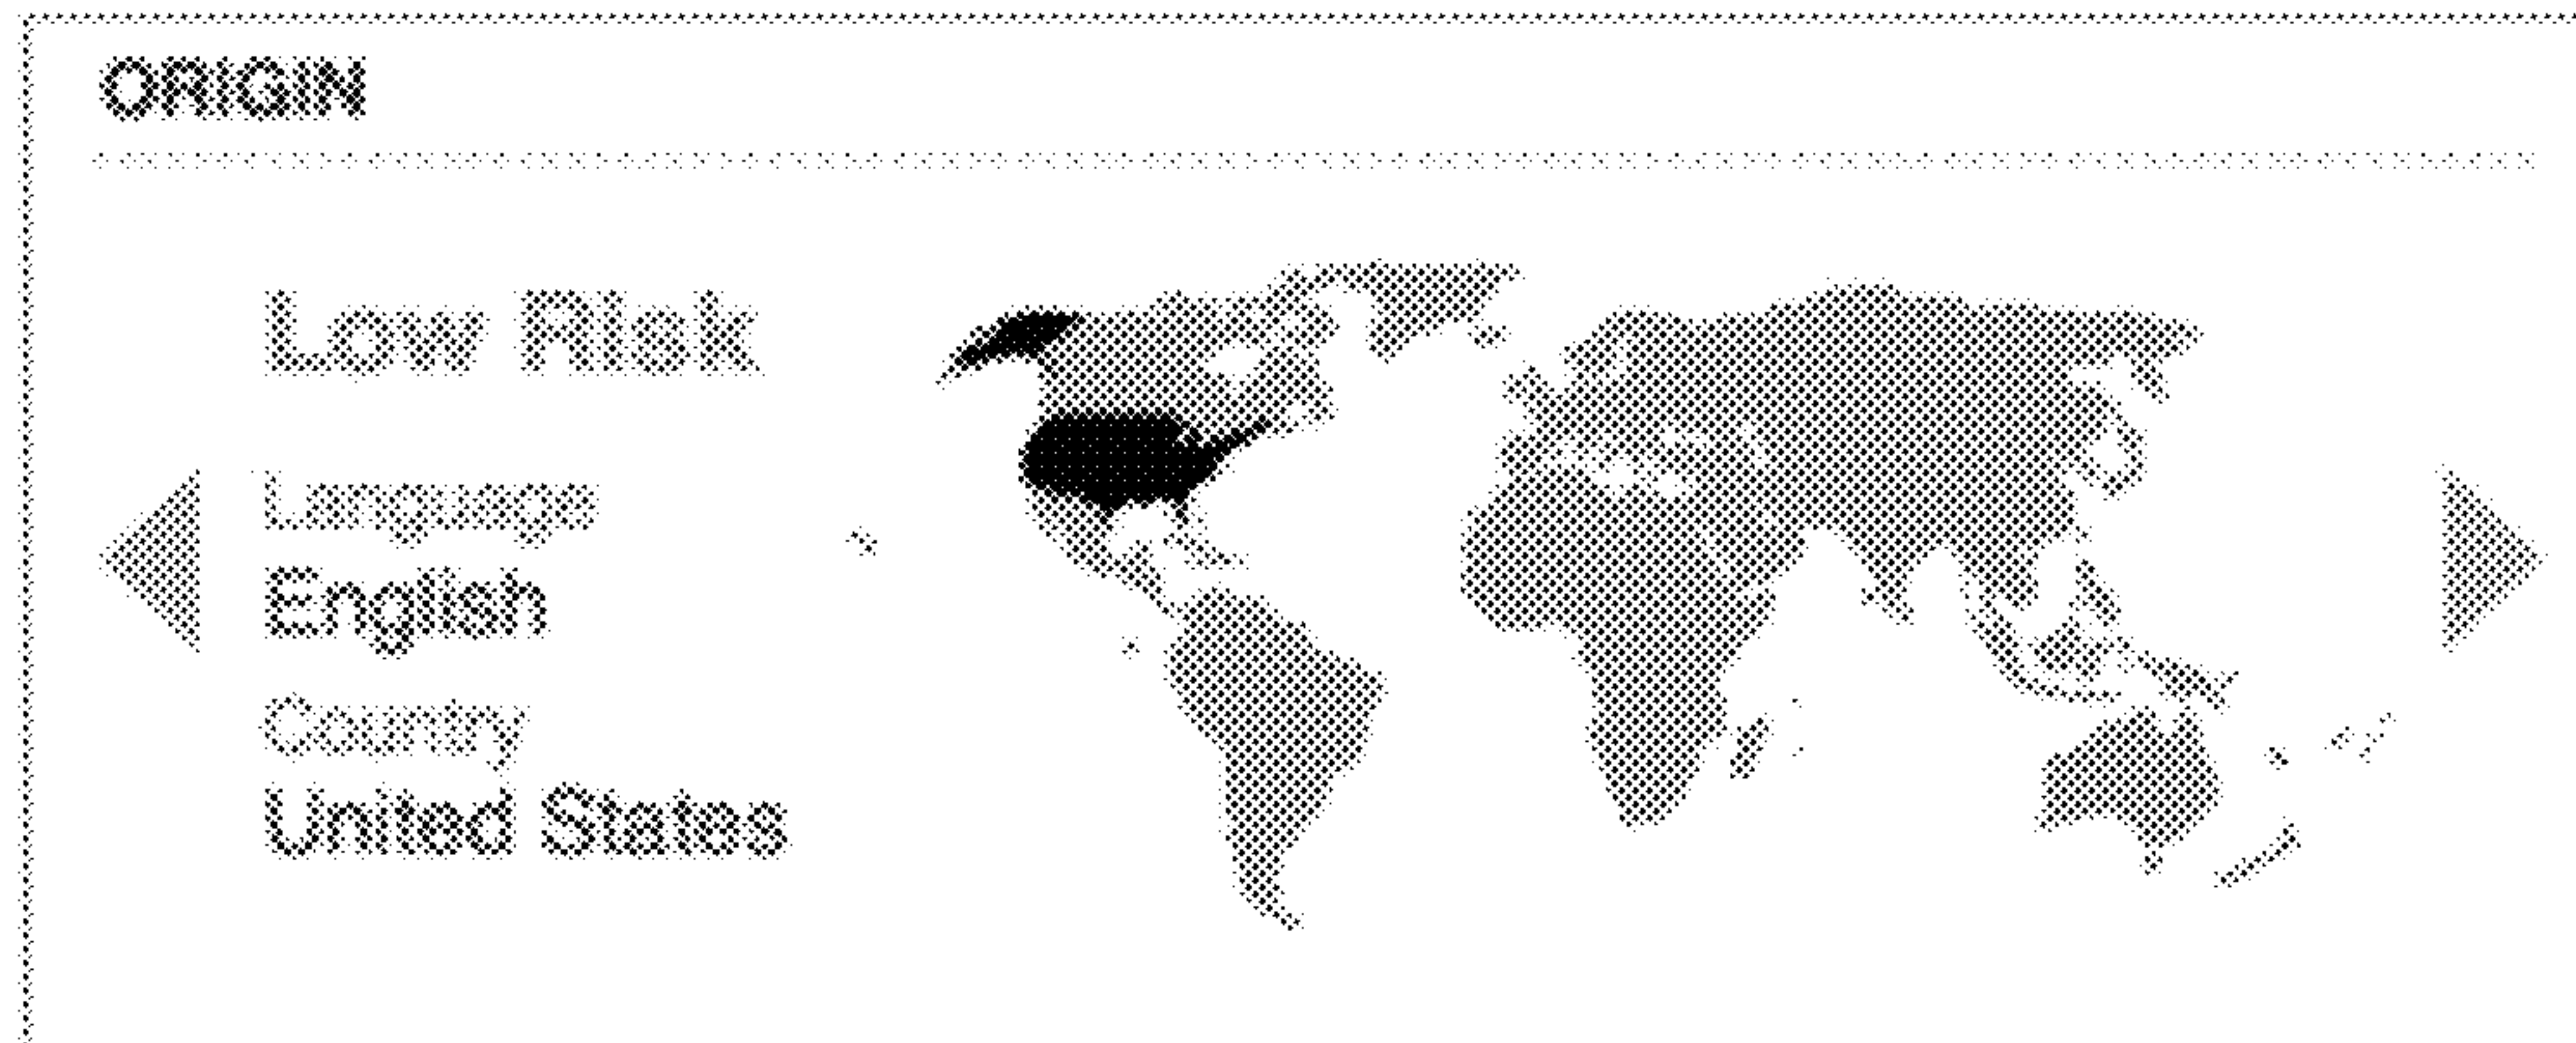 ORIGIN
Low Risk
Language
English
Country
United States